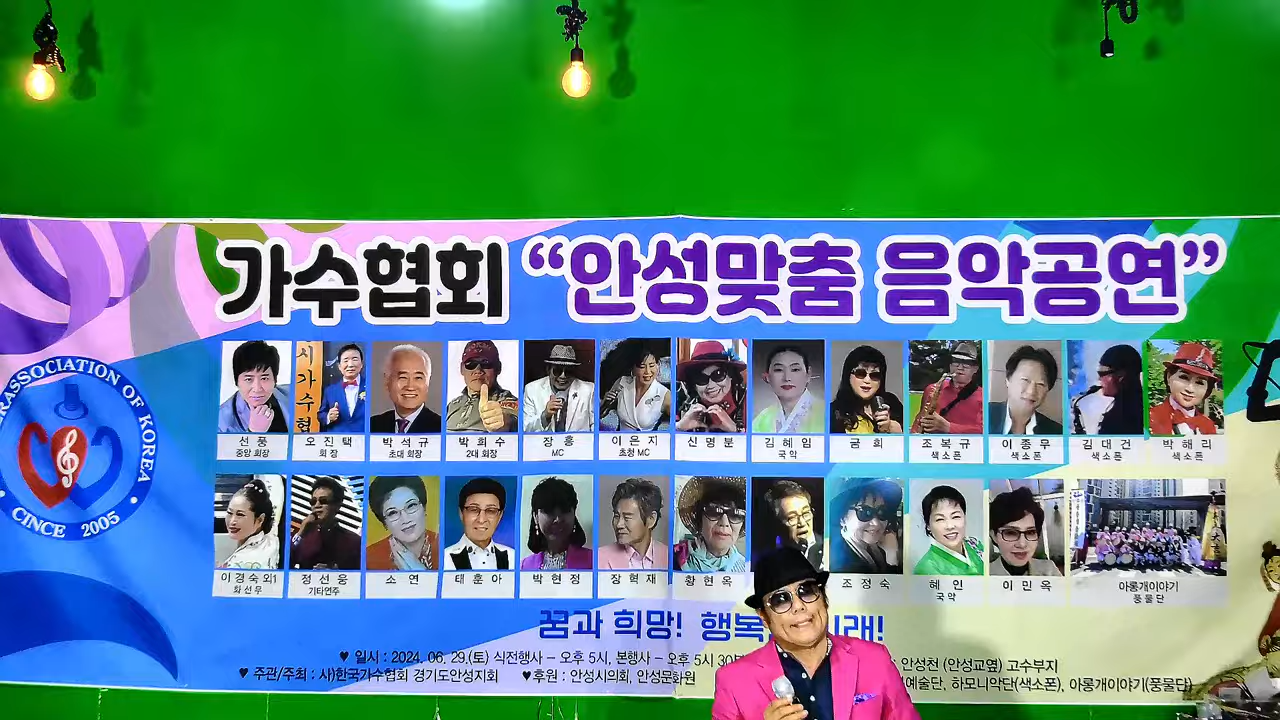 가수협회 “안성맞춤 음악공연”
ASSOCIATION OF KOREA
CINCE 2005
시가수협
선풍 오진택 박석규 박희수 장흥 이은지 신명분 김혜임 금희 조복규 이종무 김대건 박해리
중앙 회장 회장 초대 회장 2대 회장 MC 초청 MC 국악 색소폰 색소폰 색소폰 색소폰
이경숙외1 정선웅 소연 태훈아 박현정 장혁재 황현옥 조정숙 혜인 이민옥 아롱개이야기
화선무 기타연주 국악 풍물단
꿈과 희망! 행복 래!
♥ 일시 : 2024. 06. 29.(토) 식전행사 – 오후 5시, 본행사 – 오후 5시 30 안성천 (안성교옆) 고수부지
♥ 주관/주최 : 사)한국가수협회 경기도안성지회 ♥후원 : 안성시의회, 안성문화원 예술단, 하모니악단(색소폰), 아롱개이야기(풍물단)